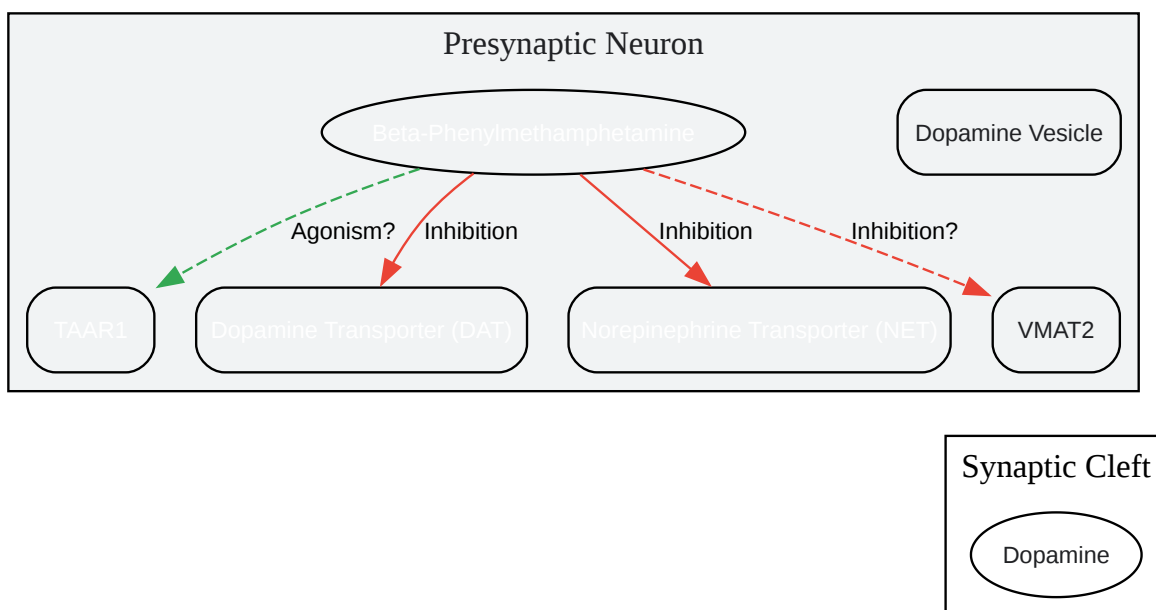 Presynaptic Neuron
Beta-Phenylmethamphetamine
Dopamine Vesicle
Agonism?
Inhibition
Inhibition
Inhibition?
TAAR1
Dopamine Transporter (DAT)
Norepinephrine Transporter (NET)
VMAT2
Synaptic Cleft
Dopamine